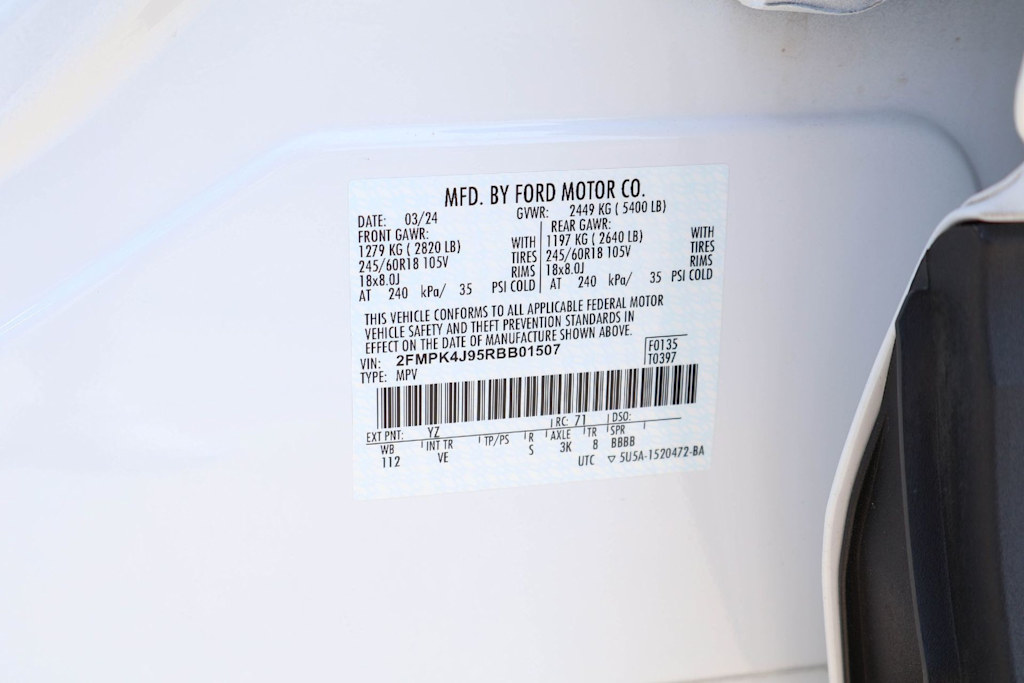 MFD. BY FORD MOTOR CO.
DATE: 03/24 GVWR: 2449 KG ( 5400 LB)
FRONT GAWR: REAR GAWR:
1279 KG ( 2820 LB) WITH 1197 KG ( 2640 LB) WITH
245/60R18 105V TIRES 245/60R18 105V TIRES
18x8.0J RIMS 18x8.0J RIMS
AT 240 kPa/ 35 PSI COLD AT 240 kPa/ 35 PSI COLD
THIS VEHICLE CONFORMS TO ALL APPLICABLE FEDERAL MOTOR
VEHICLE SAFETY AND THEFT PREVENTION STANDARDS IN
EFFECT ON THE DATE OF MANUFACTURE SHOWN ABOVE.
VIN: 2FMPK4J95RBB01507 F0135
TYPE: MPV T0397
EXT PNT: YZ RC: 71 DSO:
WB INT TR TP/PS R AXLE TR SPR
112 VE S 3K 8 BBBB
UTC ▽ 5U5A-1520472-BA